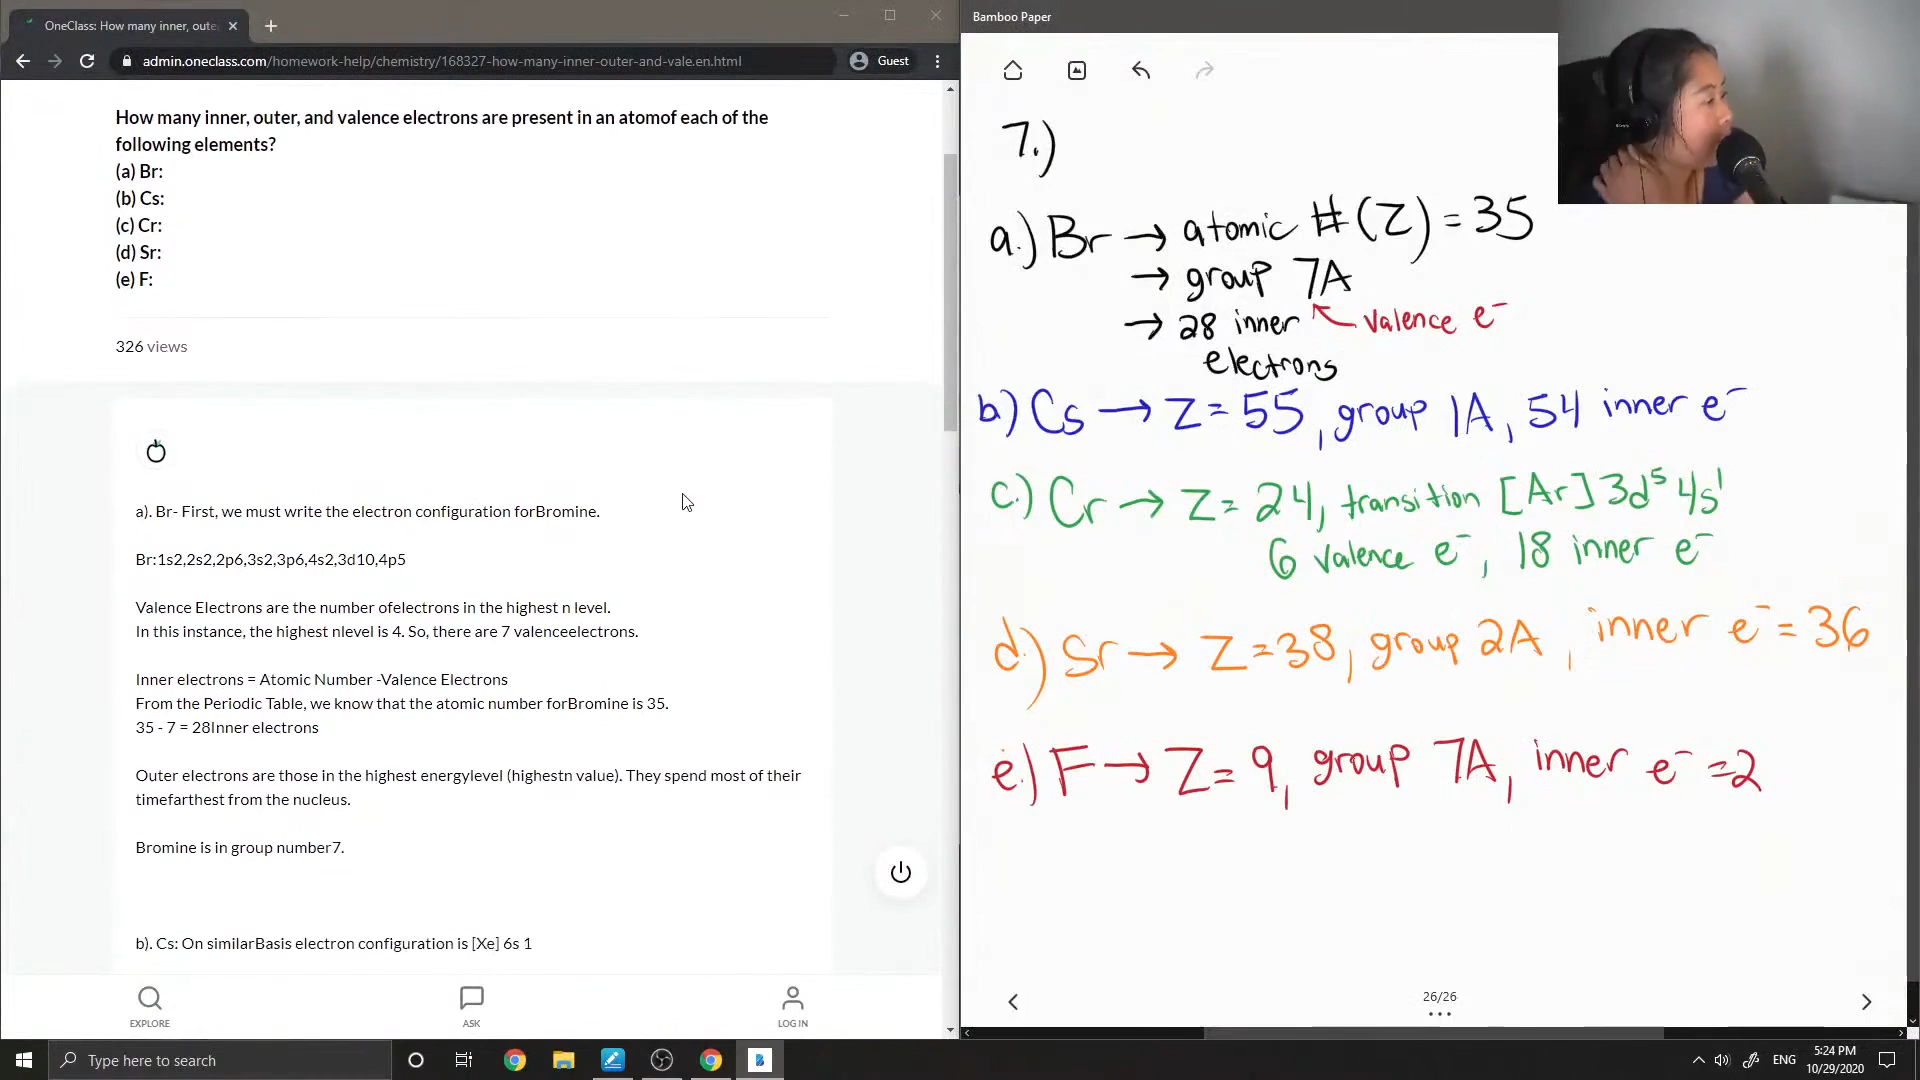 OneClass: How many inner, oute
admin.oneclass.com/homework-help/chemistry/168327-how-many-inner-outer-and-vale.en.html
Guest
How many inner, outer, and valence electrons are present in an atomof each of the
following elements?
(a) Br:
(b) Cs:
(c) Cr:
(d) Sr:
(e) F:
326 views
a). Br- First, we must write the electron configuration forBromine.
Br:1s2,2s2,2p6,3s2,3p6,4s2,3d10,4p5
Valence Electrons are the number ofelectrons in the highest n level.
In this instance, the highest nlevel is 4. So, there are 7 valenceelectrons.
Inner electrons = Atomic Number -Valence Electrons
From the Periodic Table, we know that the atomic number forBromine is 35.
35 - 7 = 28Inner electrons
Outer electrons are those in the highest energylevel (highestn value). They spend most of their
timefarthest from the nucleus.
Bromine is in group number7.
b). Cs: On similarBasis electron configuration is [Xe] 6s 1
EXPLORE
ASK
LOG IN
Bamboo Paper
7.)
a.) Br → atomic # (Z) = 35
→ group 7A
→ 28 inner
electrons
valence e⁻
b) Cs → Z = 55, group 1A, 54 inner e⁻
c.) Cr → Z = 24, transition [Ar] 3d⁵ 4s¹
6 valence e⁻, 18 inner e⁻
d.) Sr → Z = 38, group 2A, inner e⁻ = 36
e.) F → Z = 9, group 7A, inner e⁻ = 2
26/26
Type here to search
ENG
5:24 PM
10/29/2020